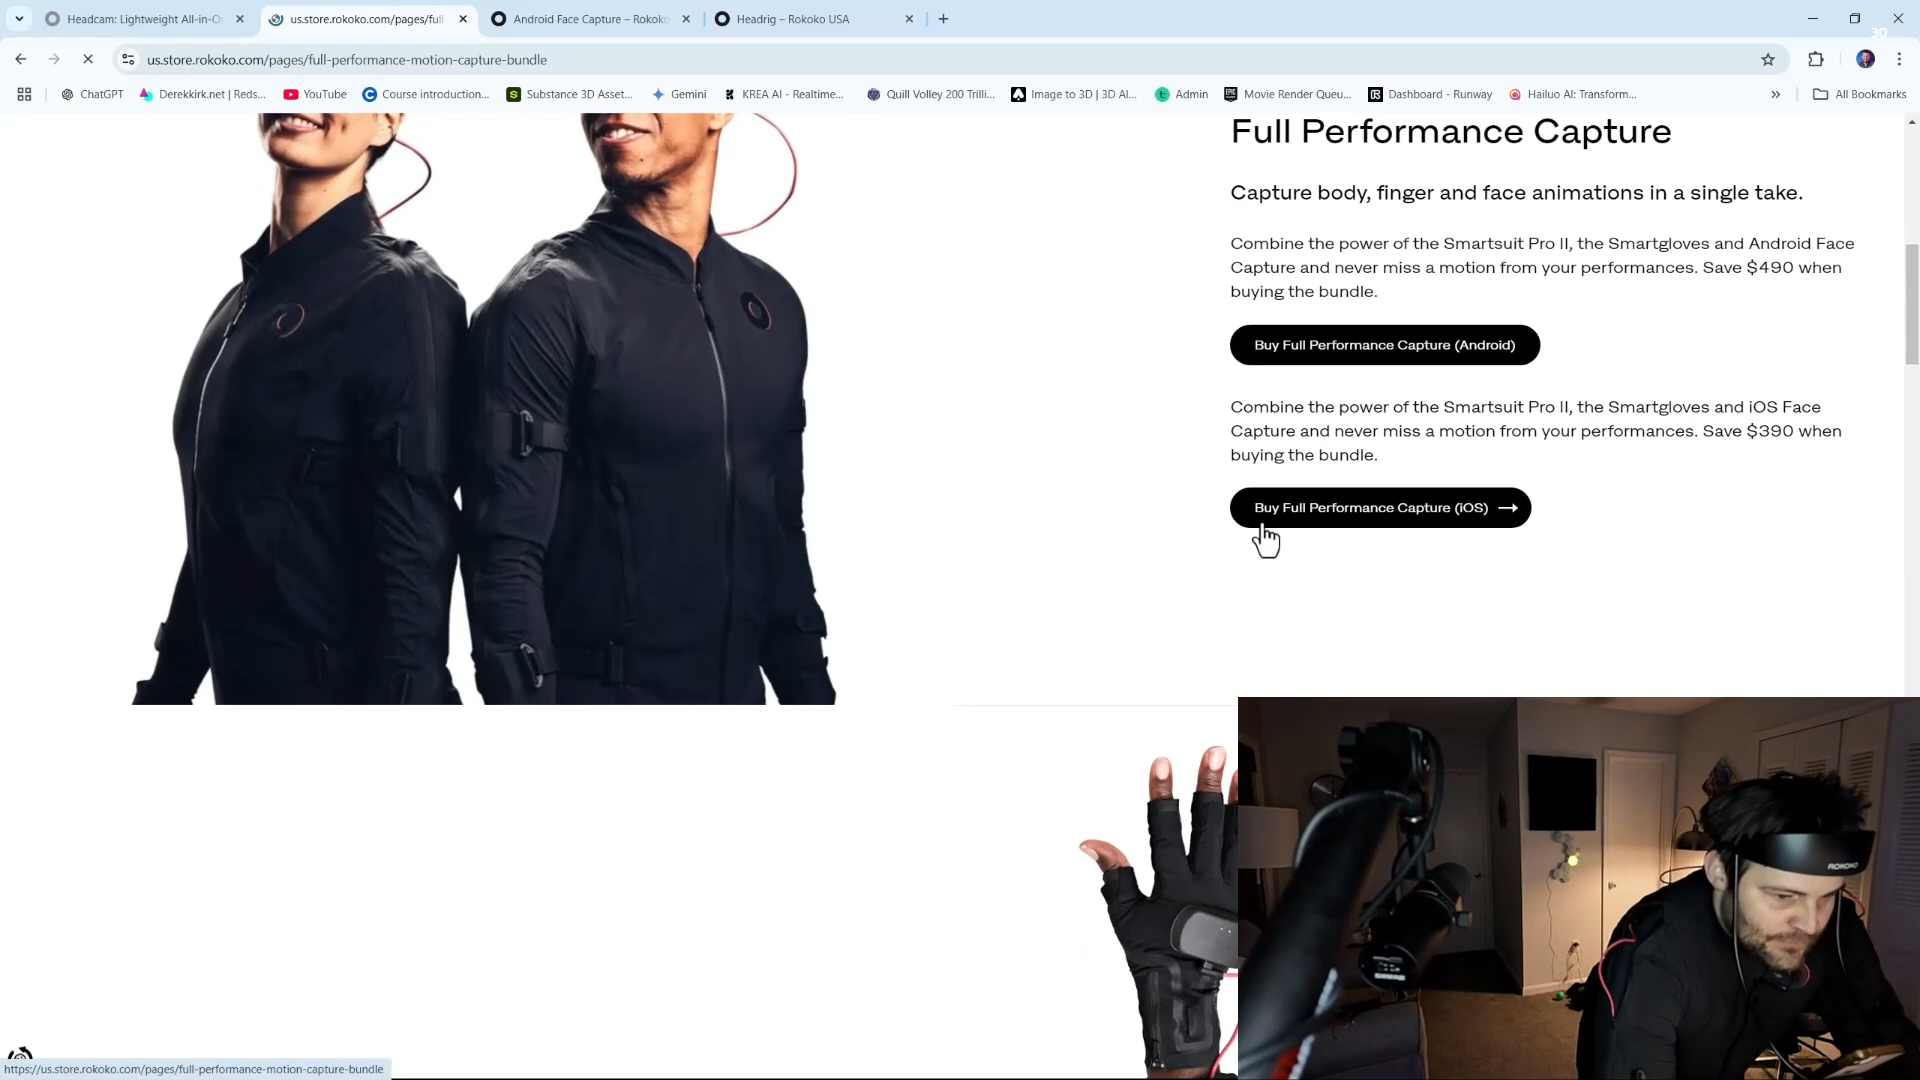 Headcam: Lightweight All-in-O
us.store.rokoko.com/pages/full
Android Face Capture – Rokoko
Headrig – Rokoko USA
30
us.store.rokoko.com/pages/full-performance-motion-capture-bundle
ChatGPT
Derekkirk.net | Reds...
YouTube
Course introduction...
Substance 3D Asset...
Gemini
KREA AI - Realtime...
Quill Volley 200 Trilli...
Image to 3D | 3D AI...
Admin
Movie Render Queu...
Dashboard - Runway
Hailuo AI: Transform...
All Bookmarks
Full Performance Capture
Capture body, finger and face animations in a single take.
Combine the power of the Smartsuit Pro II, the Smartgloves and Android Face
Capture and never miss a motion from your performances. Save $490 when
buying the bundle.
Buy Full Performance Capture (Android)
Combine the power of the Smartsuit Pro II, the Smartgloves and iOS Face
Capture and never miss a motion from your performances. Save $390 when
buying the bundle.
Buy Full Performance Capture (iOS)
ROKOKO
https://us.store.rokoko.com/pages/full-performance-motion-capture-bundle